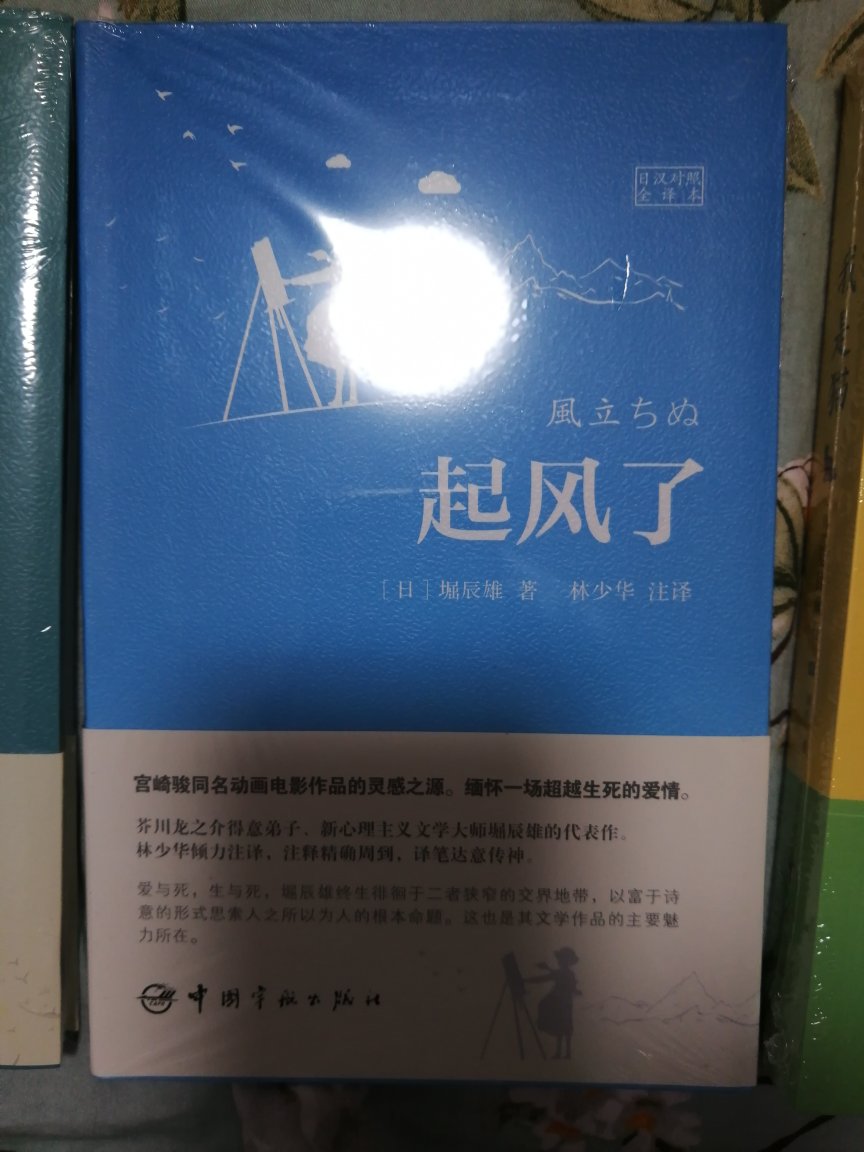 日汉对照
全译本
風立ちぬ
起风了
［日］堀辰雄 著 林少华 注译
宫崎骏同名动画电影作品的灵感之源。缅怀一场超越生死的爱情。
芥川龙之介得意弟子、新心理主义文学大师堀辰雄的代表作。
林少华倾力注译，注释精确周到，译笔达意传神。
爱与死，生与死，堀辰雄终生徘徊于二者狭窄的交界地带，以富于诗
意的形式思索人之所以为人的根本命题。这也是其文学作品的主要魅
力所在。
中国宇航出版社